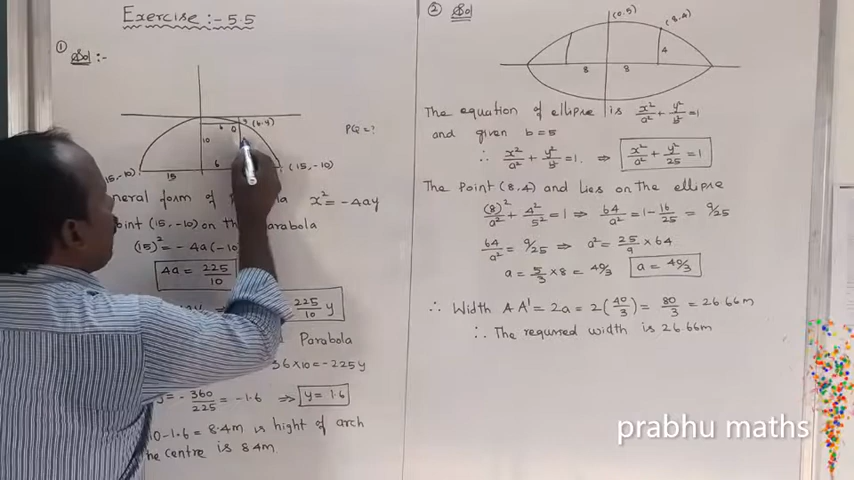 Exercise :- 5.5
① Sol :-
6
Q (6,y)
10
PQ = ?
6
15
15,-10)
(15,-10)
neral form of
x² = -4ay
oint (15,-10) on the
arabola
(15)² = -4a(-10
4a = 225/10
225/10 y
Parabola
36 x 10 = -225y
y = - 360/225 = -1.6 ⇒ y = 1.6
10-1.6 = 8.4m is hight of arch
he centre is 8.4m
② Sol
(0.5)
(8.4)
4
8 8
The equation of ellipse is x²/a² + y²/b² = 1
and given b = 5
∴ x²/a² + y²/b² = 1. ⇒ x²/a² + y²/25 = 1
The Point (8,4) and Lies on the ellipse
(8)²/a² + 4²/5² = 1 ⇒ 64/a² = 1 - 16/25 = 9/25
64/a² = 9/25 ⇒ a² = 25/9 x 64
a = 5/3 x 8 = 40/3 a = 40/3
∴ Width AA' = 2a = 2(40/3) = 80/3 = 26.66m
∴ The required width is 26.66m
prabhu maths